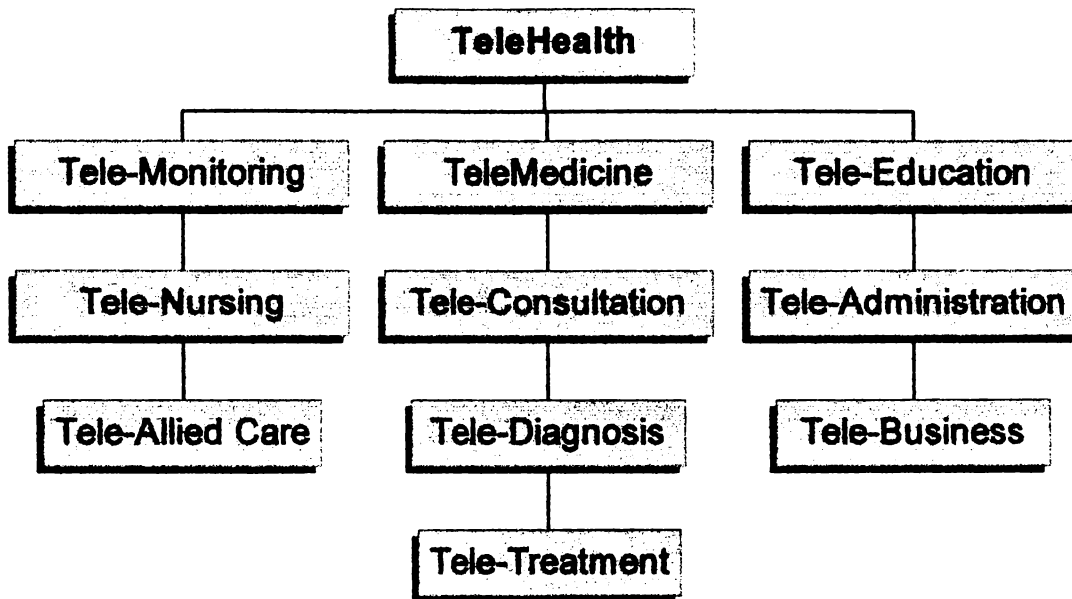 TeleHealth
Tele-Monitoring
TeleMedicine
Tele-Education
Tele-Nursing
Tele-Consultation
Tele-Administration
Tele-Allied Care
Tele-Diagnosis
Tele-Business
Tele-Treatment